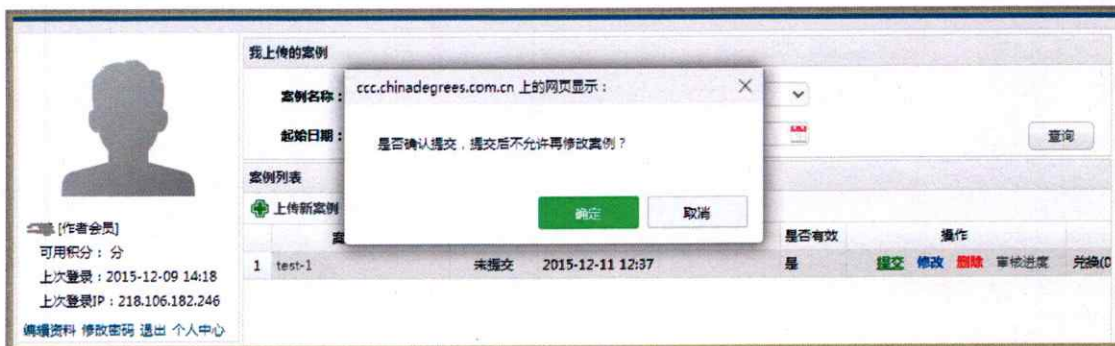 我上传的案例
案例名称：
起始日期：
查询
ccc.chinadegrees.com.cn 上的网页显示：
是否确认提交，提交后不允许再修改案例？
确定
取消
案例列表
上传新案例
是否有效 操作
1 test-1 未提交 2015-12-11 12:37 是 提交 修改 删除 审核进度 兑换(0
[作者会员]
可用积分：分
上次登录：2015-12-09 14:18
上次登录IP：218.106.182.246
编辑资料 修改密码 退出 个人中心